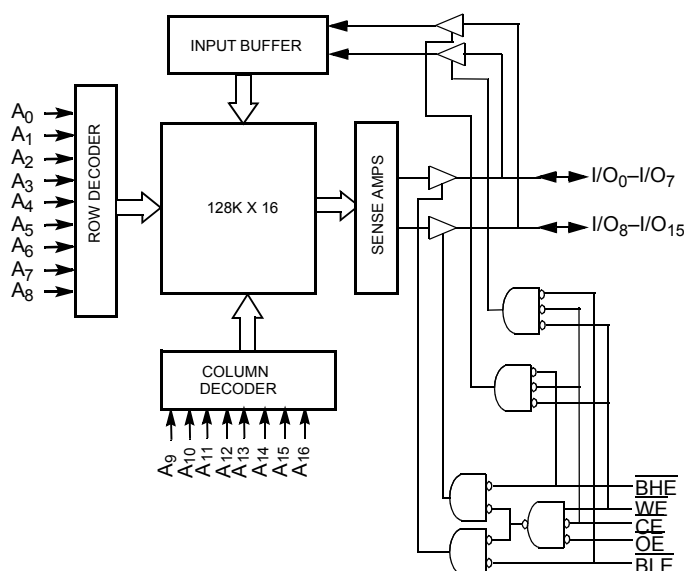 INPUT BUFFER
A0
A1
A2
A3
A4
A5
A6
A7
A8
ROW DECODER
128K X 16
SENSE AMPS
I/O0–I/O7
I/O8–I/O15
COLUMN
DECODER
A9
A10
A11
A12
A13
A14
A15
A16
BHE
WE
CE
OE
BLE